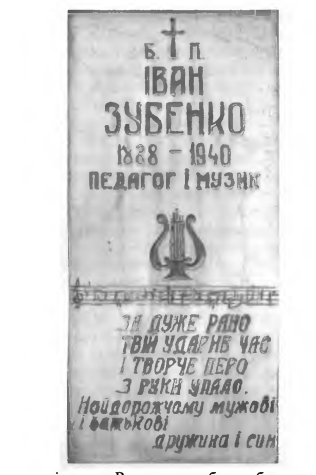 Б. П.
ІВАН
ЗУБЕНКО
1888 – 1940
ПЕДАГОГ І МУЗИК
ЗА ДУЖЕ РАНО
ТВІЙ УДАРИВ ЧАС
І ТВОРЧЕ ПЕРО
З РУКИ УПАЛО.
Найдорожчому мужові
і батькові
дружина і син